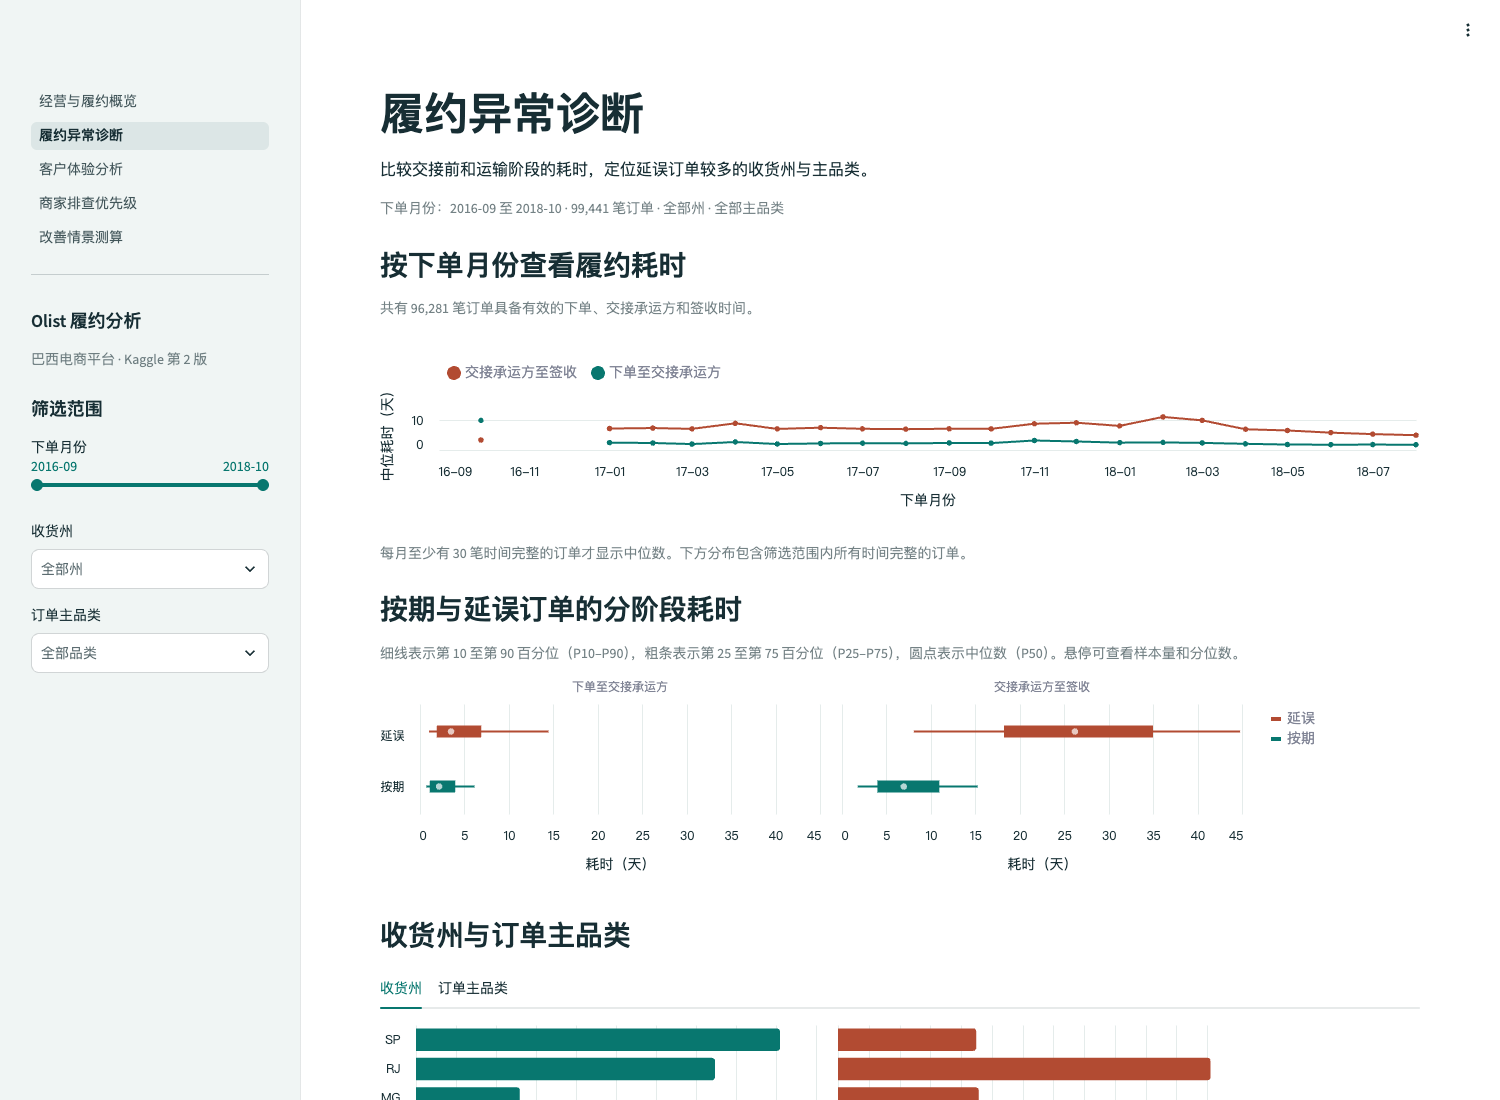 经营与履约概览
履约异常诊断
客户体验分析
商家排查优先级
改善情景测算
Olist 履约分析
巴西电商平台 · Kaggle 第 2 版
筛选范围
下单月份
2016-09 2018-10
收货州
全部州
订单主品类
全部品类
履约异常诊断
比较交接前和运输阶段的耗时，定位延误订单较多的收货州与主品类。
下单月份：2016-09 至 2018-10 · 99,441 笔订单 · 全部州 · 全部主品类
按下单月份查看履约耗时
共有 96,281 笔订单具备有效的下单、交接承运方和签收时间。
交接承运方至签收 下单至交接承运方
中位耗时（天）
10
0
16–09 16–11 17–01 17–03 17–05 17–07 17–09 17–11 18–01 18–03 18–05 18–07
下单月份
每月至少有 30 笔时间完整的订单才显示中位数。下方分布包含筛选范围内所有时间完整的订单。
按期与延误订单的分阶段耗时
细线表示第 10 至第 90 百分位（P10–P90），粗条表示第 25 至第 75 百分位（P25–P75），圆点表示中位数（P50）。悬停可查看样本量和分位数。
下单至交接承运方 交接承运方至签收
延误
按期
延误
按期
0 5 10 15 20 25 30 35 40 45 0 5 10 15 20 25 30 35 40 45
耗时（天） 耗时（天）
收货州与订单主品类
收货州 订单主品类
SP
RJ
MG